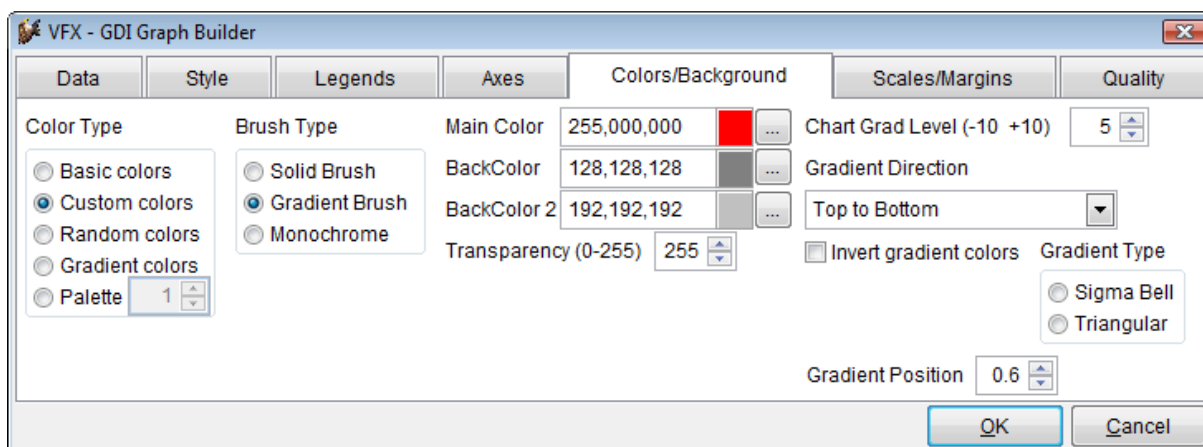 VFX - GDI Graph Builder
Data Style Legends Axes Colors/Background Scales/Margins Quality
Color Type
Basic colors
Custom colors
Random colors
Gradient colors
Palette 1
Brush Type
Solid Brush
Gradient Brush
Monochrome
Main Color 255,000,000 ...
BackColor 128,128,128 ...
BackColor 2 192,192,192 ...
Transparency (0-255) 255
Chart Grad Level (-10 +10) 5
Gradient Direction
Top to Bottom
Invert gradient colors
Gradient Type
Sigma Bell
Triangular
Gradient Position 0.6
OK Cancel